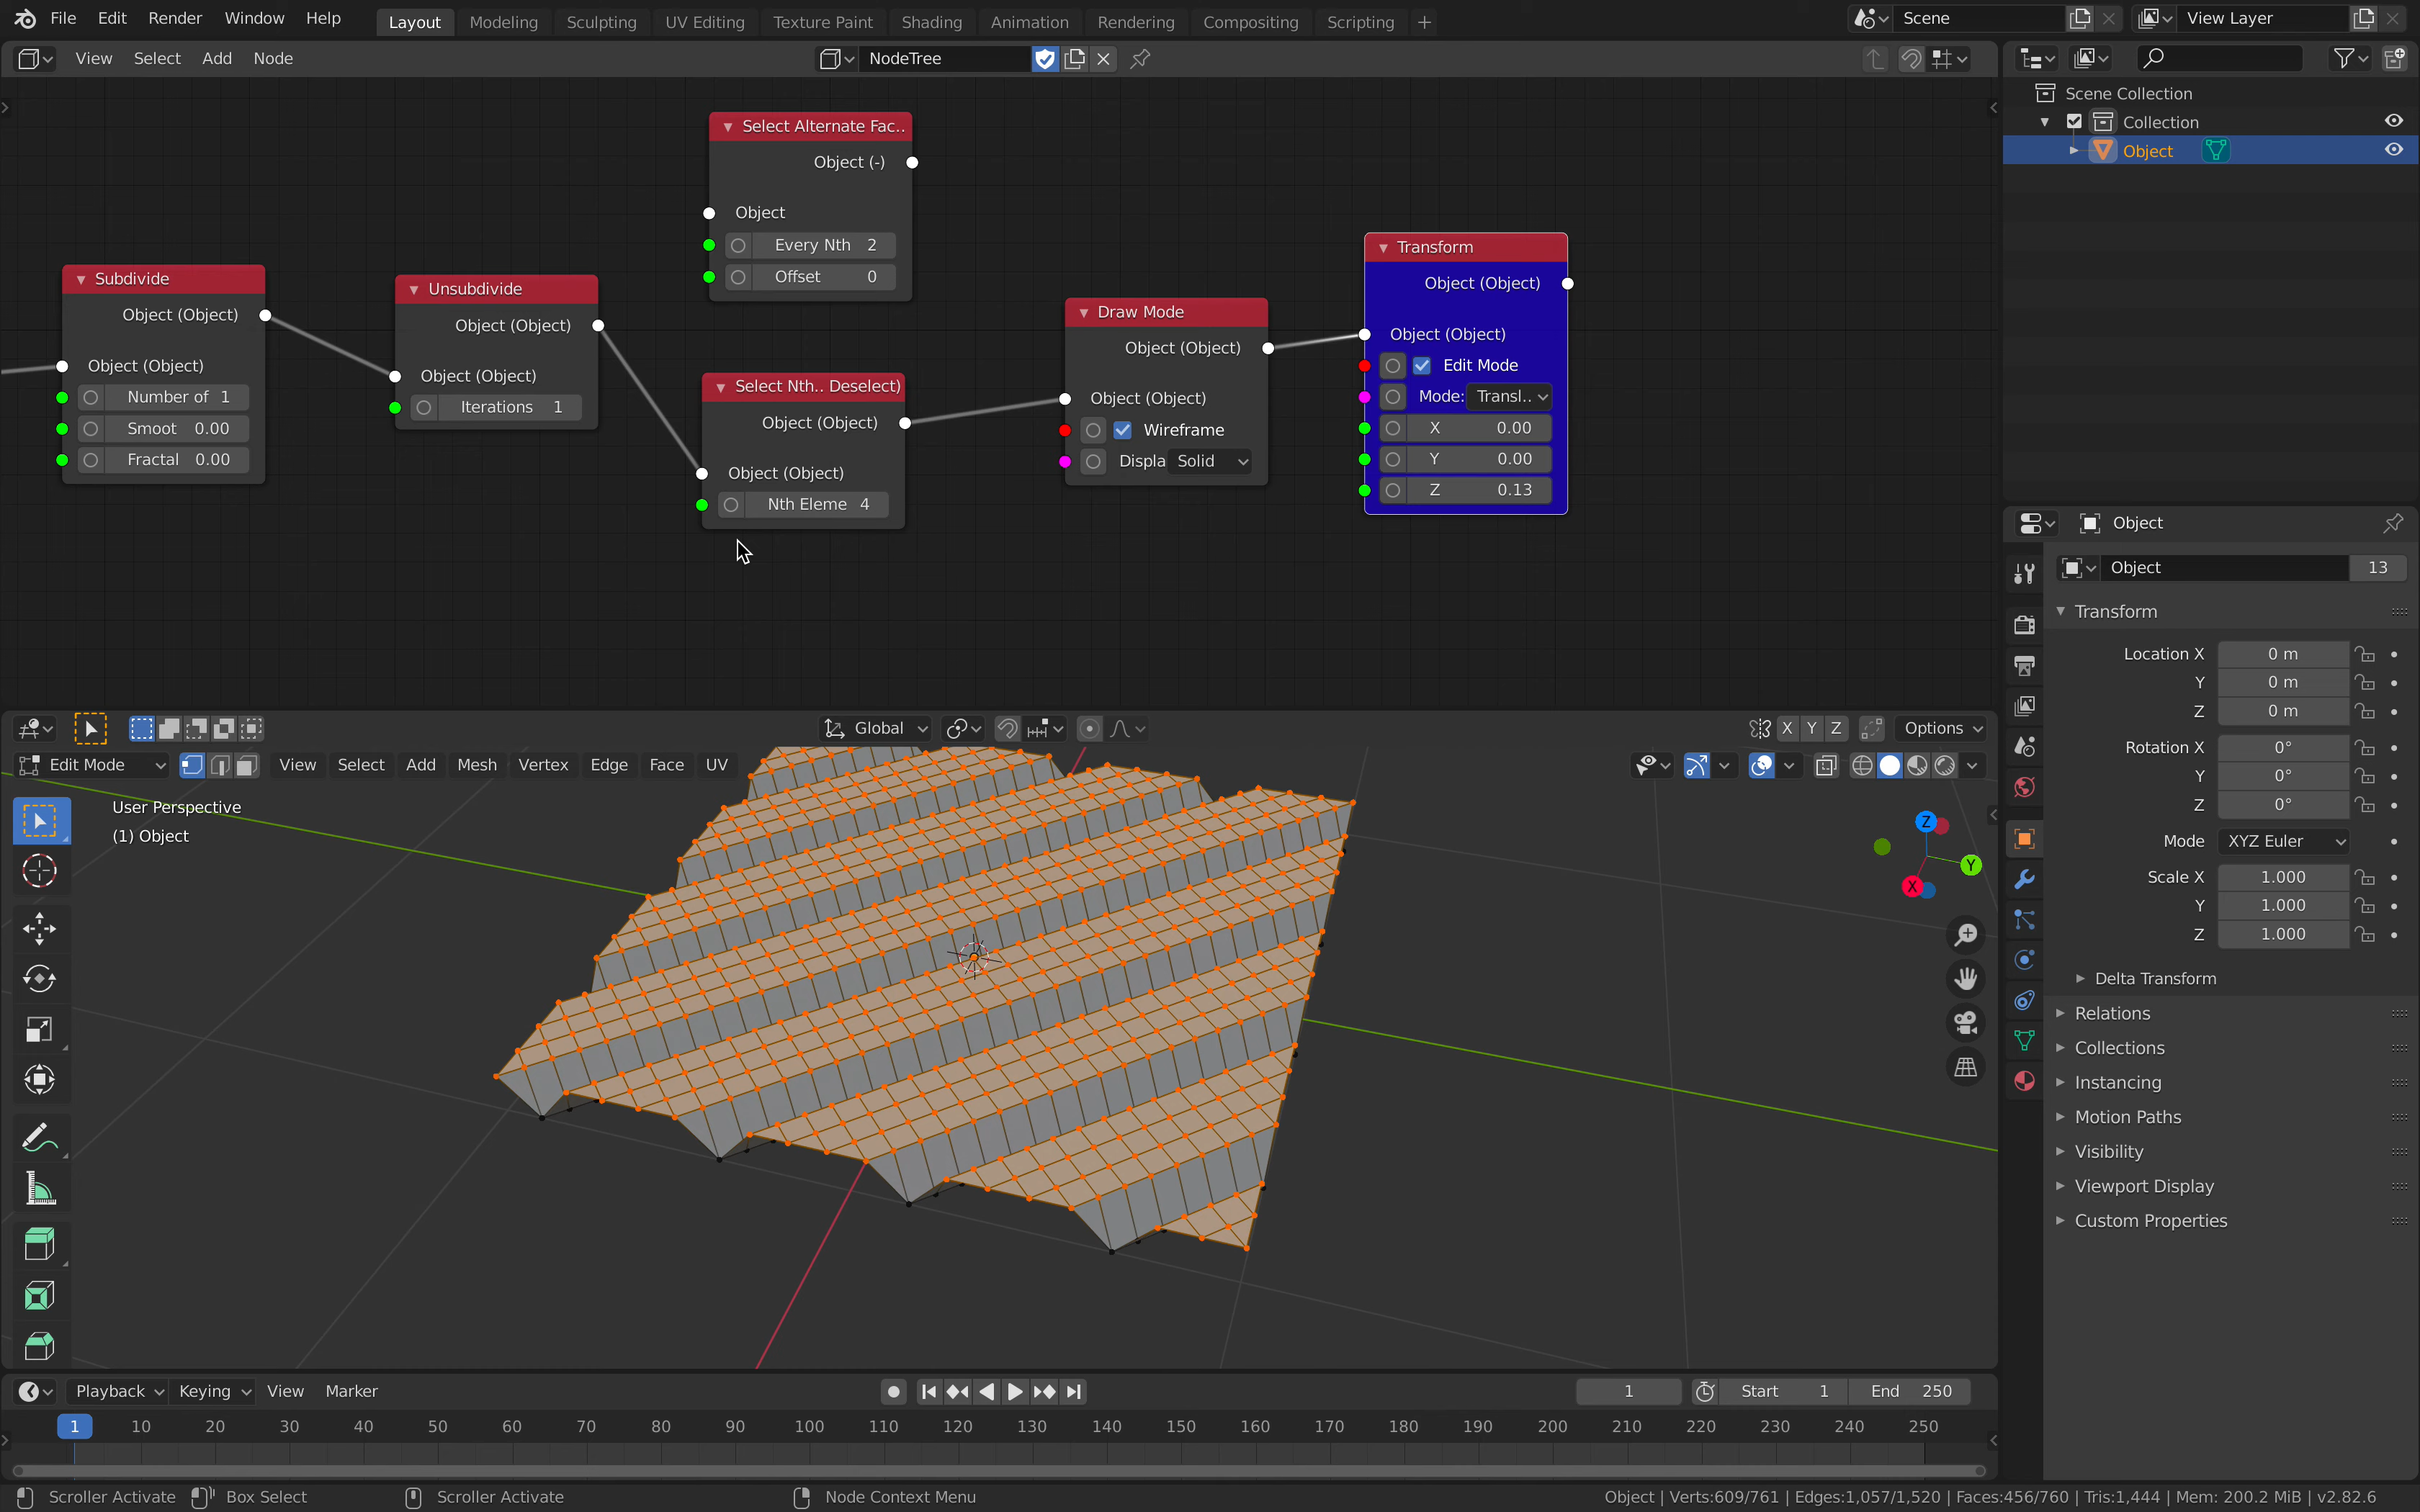 File Edit Render Window Help Layout Modeling Sculpting UV Editing Texture Paint Shading Animation Rendering Compositing Scripting + Scene View Layer
View Select Add Node NodeTree
Scene Collection
Collection
Object
Select Alternate Fac..
Object (-)
Object
Every Nth 2
Offset 0
Subdivide
Object (Object)
Object (Object)
Number of 1
Smoot 0.00
Fractal 0.00
Unsubdivide
Object (Object)
Object (Object)
Iterations 1
Select Nth.. Deselect)
Object (Object)
Object (Object)
Nth Eleme 4
Draw Mode
Object (Object)
Object (Object)
Wireframe
Displa Solid
Transform
Object (Object)
Object (Object)
Edit Mode
Mode: Transl..
X 0.00
Y 0.00
Z 0.13
Object
Object 13
Transform
Location X 0 m
Y 0 m
Z 0 m
Rotation X 0°
Y 0°
Z 0°
Mode XYZ Euler
Scale X 1.000
Y 1.000
Z 1.000
Delta Transform
Relations
Collections
Instancing
Motion Paths
Visibility
Viewport Display
Custom Properties
Global X Y Z Options
Edit Mode View Select Add Mesh Vertex Edge Face UV
User Perspective
(1) Object
Z
Y
X
Playback Keying View Marker 1 Start 1 End 250
1 10 20 30 40 50 60 70 80 90 100 110 120 130 140 150 160 170 180 190 200 210 220 230 240 250
Scroller Activate Box Select Scroller Activate Node Context Menu Object | Verts:609/761 | Edges:1,057/1,520 | Faces:456/760 | Tris:1,444 | Mem: 200.2 MiB | v2.82.6